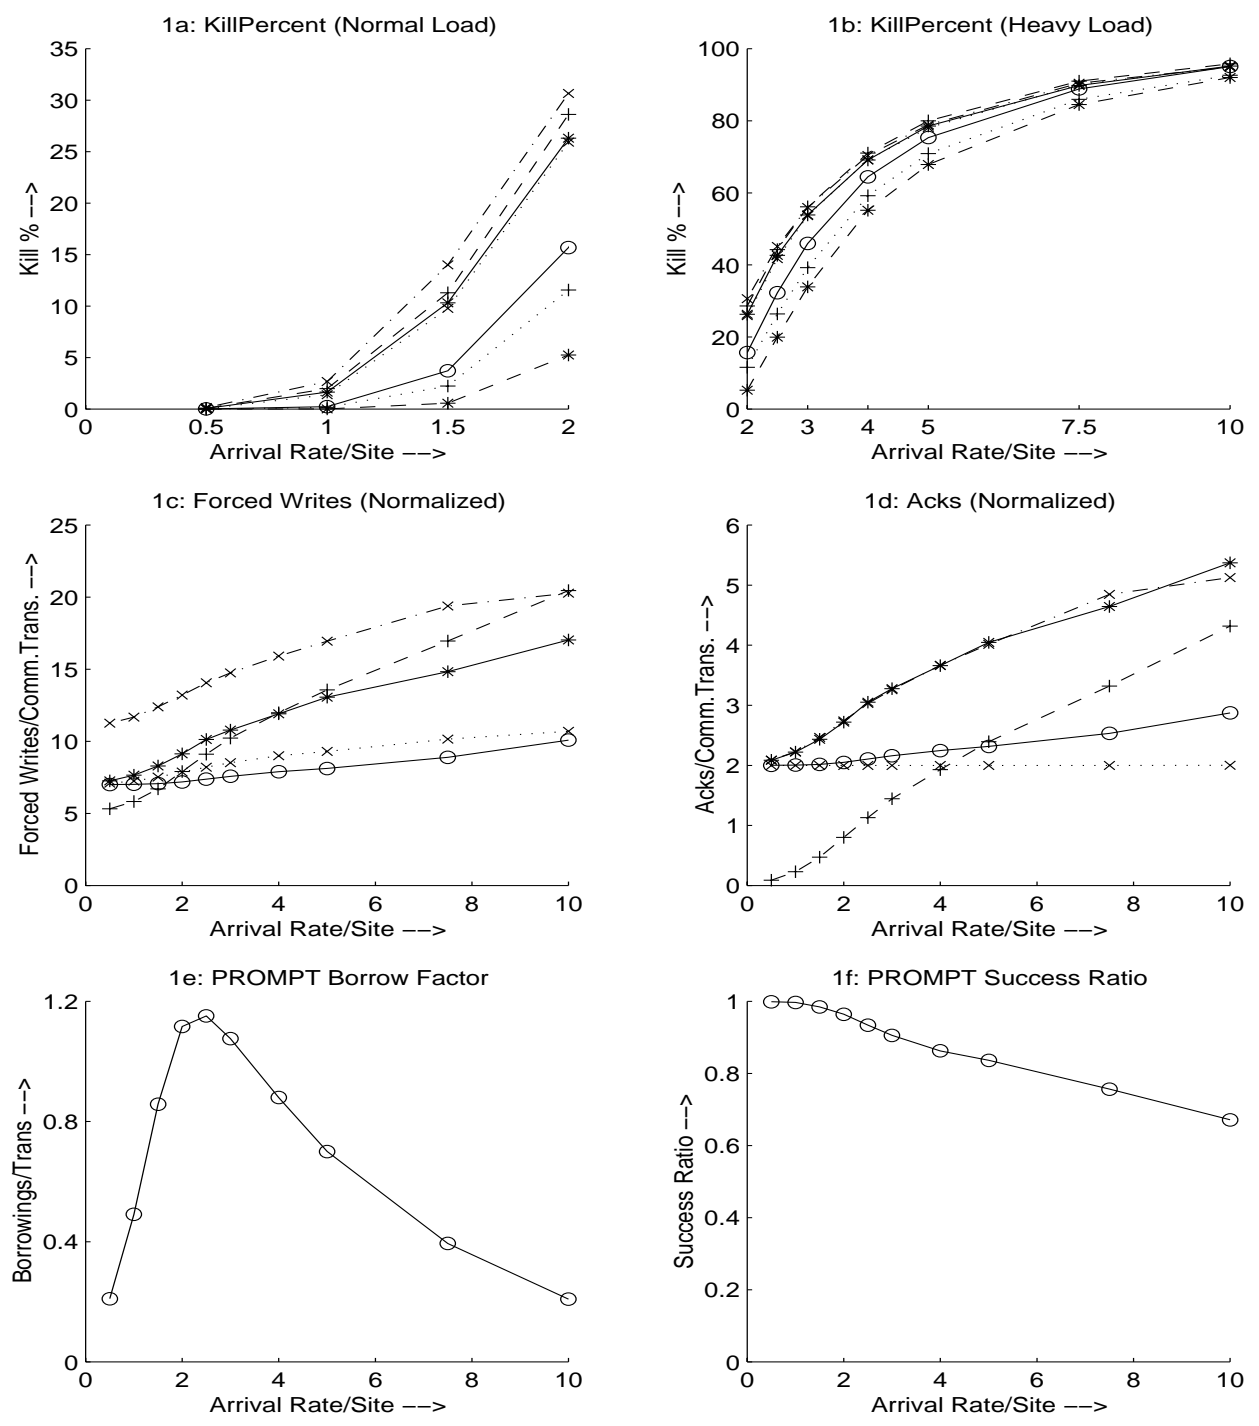 1a: KillPercent (Normal Load)
35
30
25
20
15
10
5
0
Kill % −−>
0 0.5 1 1.5 2
Arrival Rate/Site −−>
1b: KillPercent (Heavy Load)
100
80
60
40
20
0
Kill % −−>
2 3 4 5 7.5 10
Arrival Rate/Site −−>
1c: Forced Writes (Normalized)
25
20
15
10
5
0
Forced Writes/Comm.Trans. −−>
0 2 4 6 8 10
Arrival Rate/Site −−>
1d: Acks (Normalized)
6
5
4
3
2
1
0
Acks/Comm.Trans. −−>
0 2 4 6 8 10
Arrival Rate/Site −−>
1e: PROMPT Borrow Factor
1.2
0.8
0.4
0
Borrowings/Trans −−>
0 2 4 6 8 10
Arrival Rate/Site −−>
1f: PROMPT Success Ratio
1
0.8
0.6
0.4
0.2
0
Success Ratio −−>
0 2 4 6 8 10
Arrival Rate/Site −−>